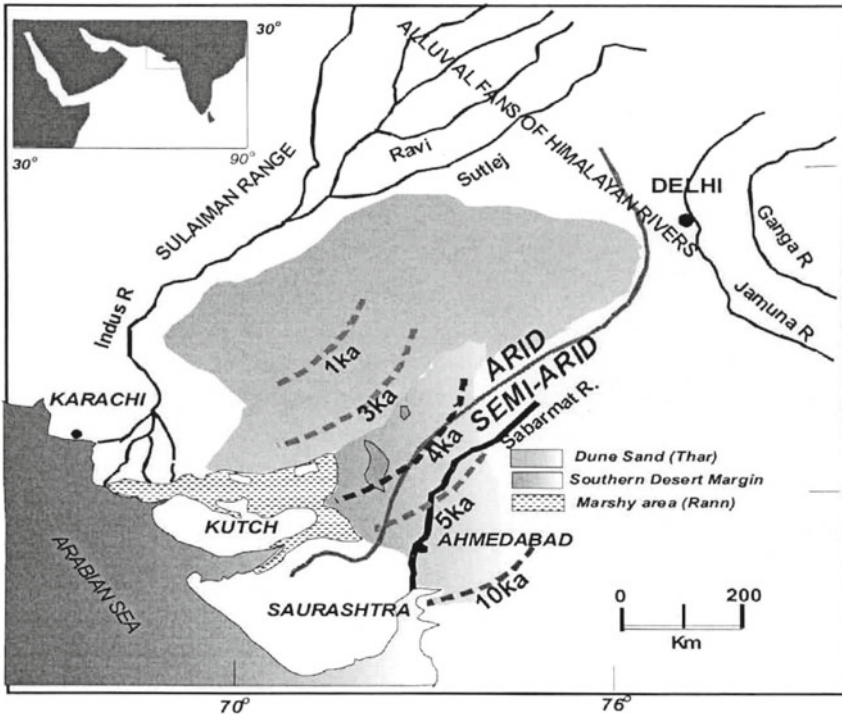 30°
30°
90°
ALLUVIAL FANS OF HIMALAYAN RIVERS
SULAIMAN RANGE
Ravi
Sutlej
DELHI
Ganga R
Jamuna R
Indus R
1ka
3ka
ARID
SEMI-ARID
KARACHI
4ka
Sabarmat R.
Dune Sand (Thar)
Southern Desert Margin
Marshy area (Rann)
5ka
KUTCH
AHMEDABAD
ARABIAN SEA
SAURASHTRA
10ka
0
200
Km
70°
76°